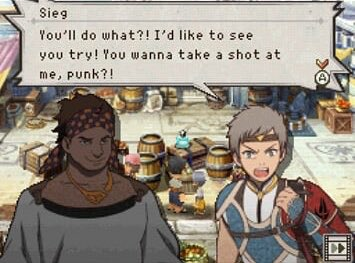 Sieg
You'll do what?! I'd like to see
you try! You wanna take a shot at
me, punk?!
A